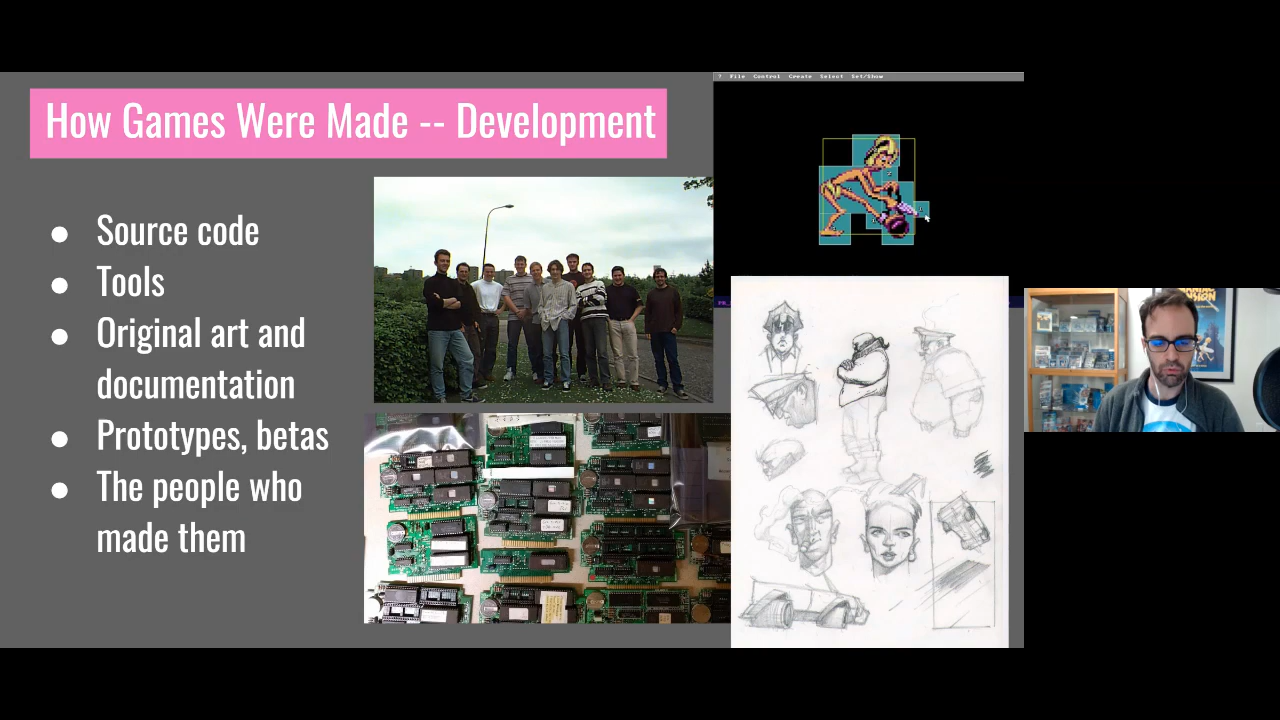 How Games Were Made -- Development
● Source code
● Tools
● Original art and
documentation
● Prototypes, betas
● The people who
made them
? File Control Create Select Set/Show